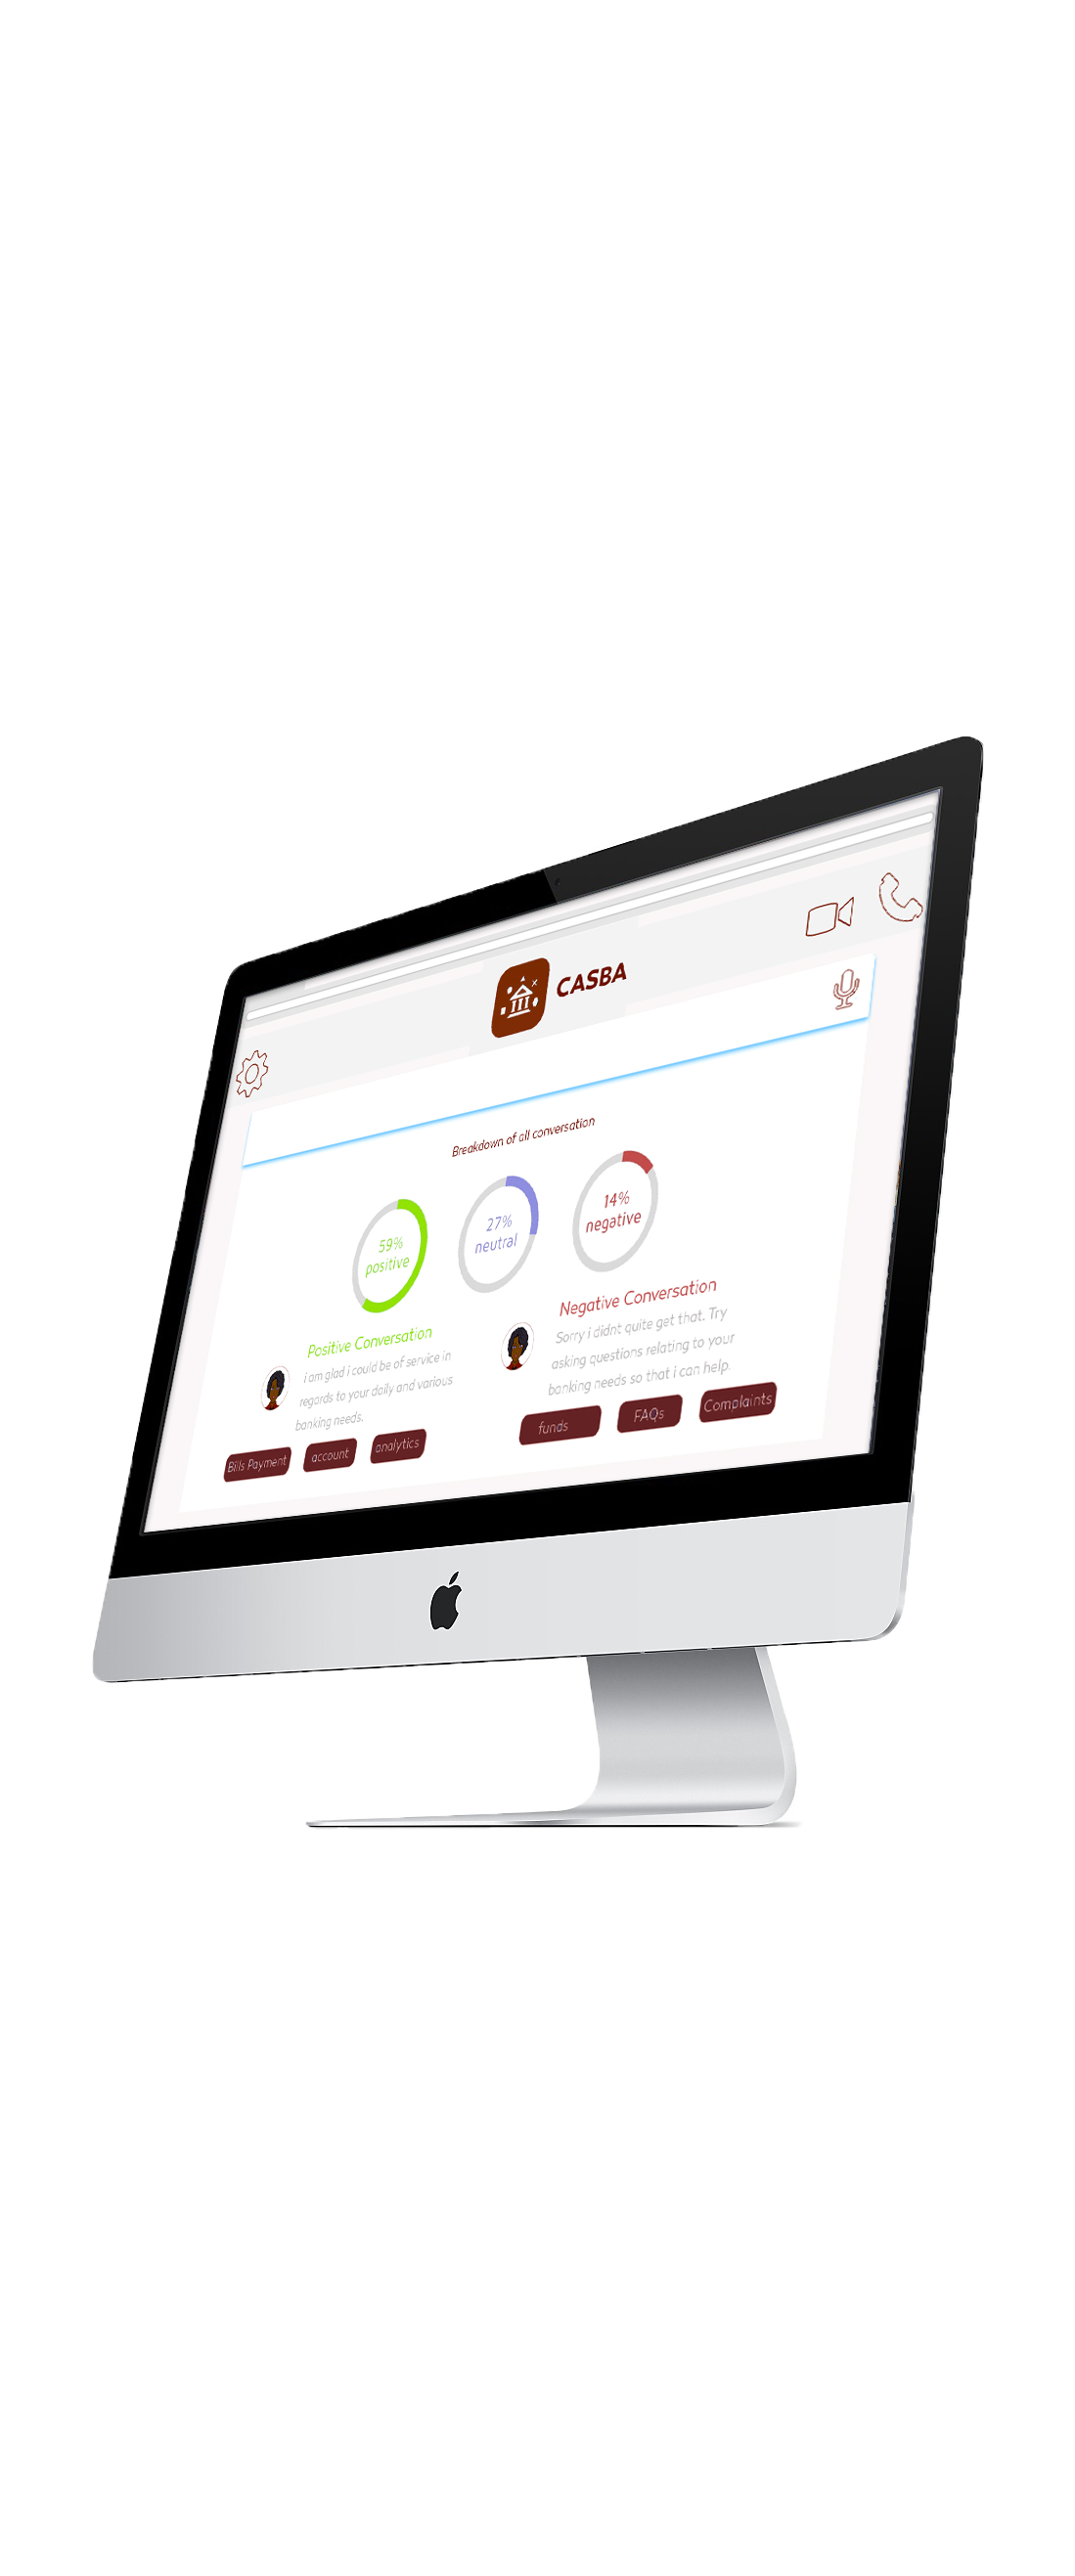 CASBA
Breakdown of all conversation
59%
positive
27%
neutral
14%
negative
Positive Conversation
i am glad i could be of service in
regards to your daily and various
banking needs.
Bills Payment
account
analytics
Negative Conversation
Sorry i didnt quite get that. Try
asking questions relating to your
banking needs so that i can help.
funds
FAQs
Complaints